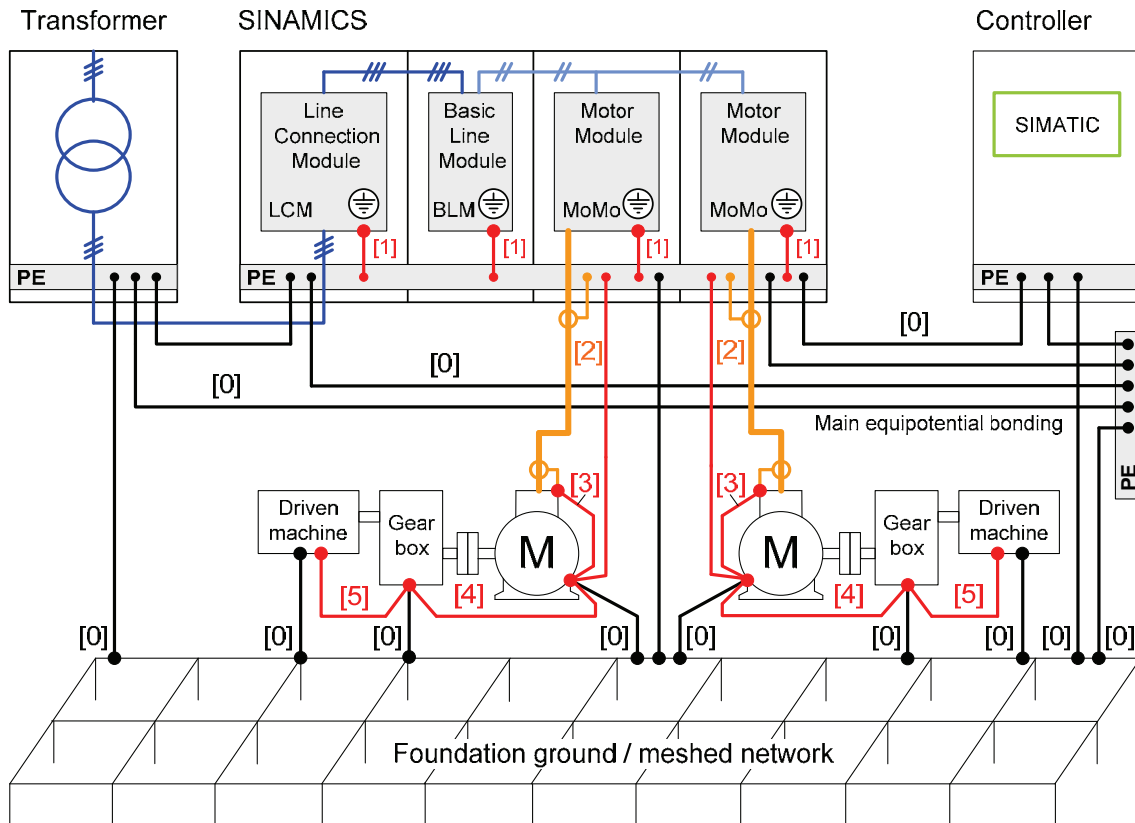 Transformer
SINAMICS
Controller
Line
Connection
Module
LCM
Basic
Line
Module
BLM
Motor
Module
MoMo
Motor
Module
MoMo
SIMATIC
[1]
[1]
[1]
[1]
PE
PE
PE
[2]
[2]
[0]
[0]
[0]
Main equipotential bonding
PE
[3]
[3]
Driven
machine
Gear
box
M
M
Gear
box
Driven
machine
[5]
[4]
[4]
[5]
[0]
[0]
[0]
[0]
[0]
[0]
[0]
[0]
[0]
Foundation ground / meshed network